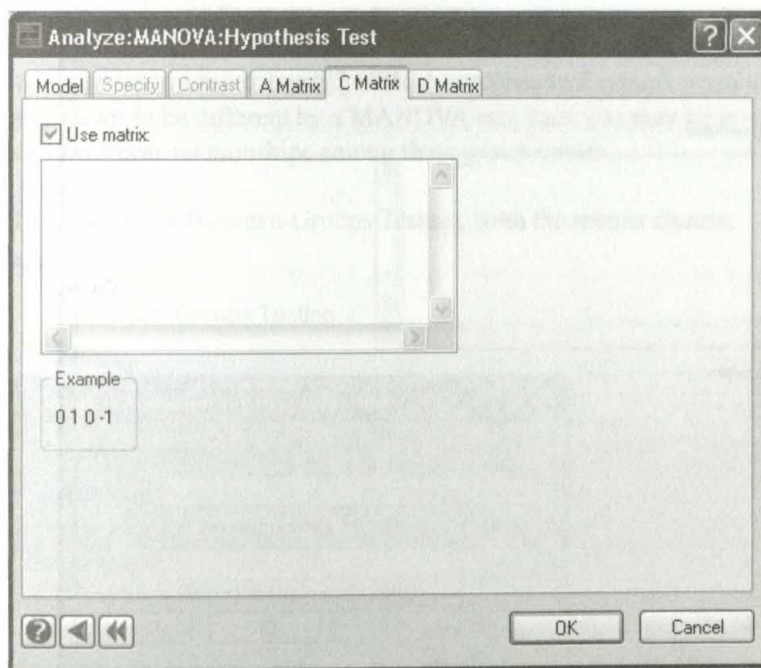 Analyze:MANOVA:Hypothesis Test
Model Specify Contrast A Matrix C Matrix D Matrix
Use matrix:
Example
0 1 0 -1
OK Cancel